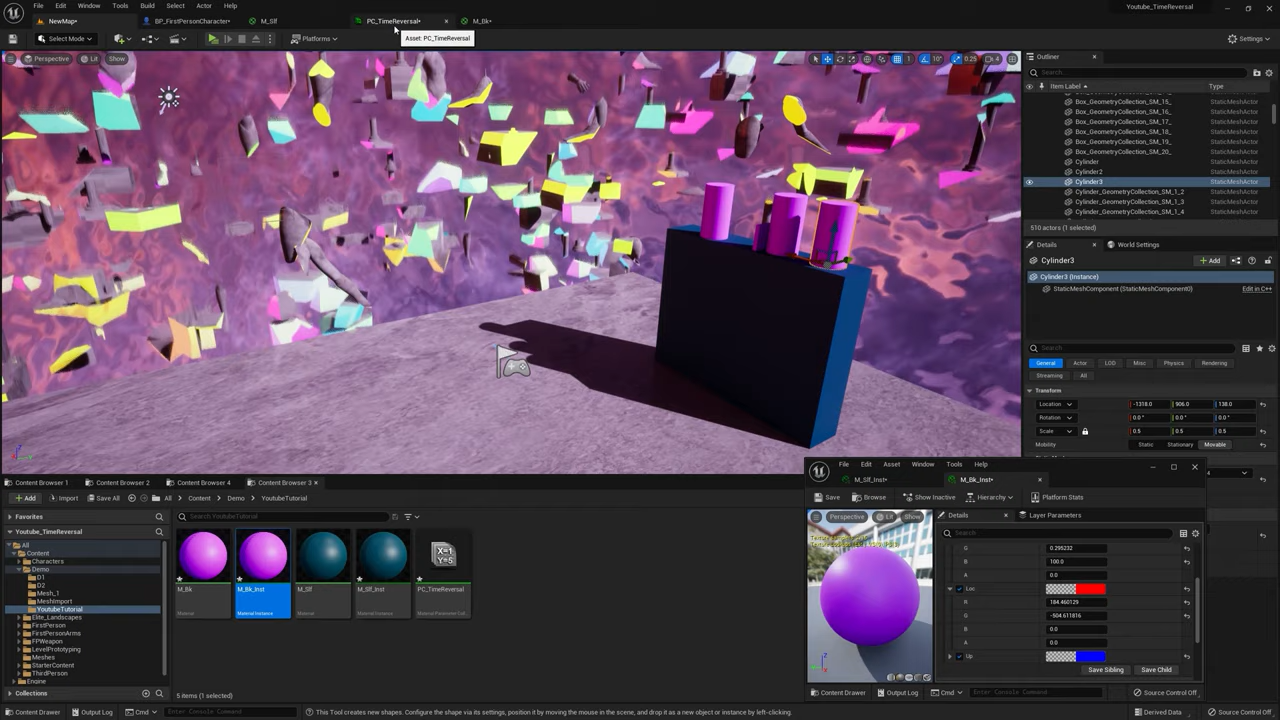 File Edit Window Tools Build Select Actor Help
Youtube_TimeReversal
NewMap•
BP_FirstPersonCharacter•
M_Slf
PC_TimeReversal•
M_Bk•
Select Mode
Platforms
Asset: PC_TimeReversal
Settings
Perspective
Lit
Show
1
10°
0.25
4
Outliner
Search...
Item Label
Type
Box_GeometryCollection_SM_15_ StaticMeshActor
Box_GeometryCollection_SM_16_ StaticMeshActor
Box_GeometryCollection_SM_17_ StaticMeshActor
Box_GeometryCollection_SM_18_ StaticMeshActor
Box_GeometryCollection_SM_19_ StaticMeshActor
Box_GeometryCollection_SM_20_ StaticMeshActor
Cylinder StaticMeshActor
Cylinder2 StaticMeshActor
Cylinder3 StaticMeshActor
Cylinder_GeometryCollection_SM_1_2 StaticMeshActor
Cylinder_GeometryCollection_SM_1_3 StaticMeshActor
Cylinder_GeometryCollection_SM_1_4 StaticMeshActor
510 actors (1 selected)
Details
World Settings
Cylinder3
Add
Cylinder3 (Instance)
StaticMeshComponent (StaticMeshComponent0) Edit in C++
Search
General Actor LOD Misc Physics Rendering
Streaming All
Transform
Location -1318.0 906.0 138.0
Rotation 0.0° 0.0° 0.0°
Scale 0.5 0.5 0.5
Mobility Static Stationary Movable
Content Browser 1
Content Browser 2
Content Browser 4
Content Browser 3
Add Import Save All All Content Demo YoutubeTutorial
Favorites
Youtube_TimeReversal
All
Content
Characters
Demo
D1
D2
Mesh_1
MeshImport
YoutubeTutorial
Elite_Landscapes
FirstPerson
FirstPersonArms
FPWeapon
LevelPrototyping
Meshes
StarterContent
ThirdPerson
Engine
Collections
Search YoutubeTutorial
X=1
Y=5
M_Bk
Material
M_Bk_Inst
Material Instance
M_Slf
Material
M_Slf_Inst
Material Instance
PC_TimeReversal
5 items (1 selected)
File Edit Asset Window Tools Help
M_Slf_Inst•
M_Bk_Inst•
Save Browse Show Inactive Hierarchy Platform Stats
Perspective Lit Show
Details
Layer Parameters
Search
G 0.295232
B 100.0
A 0.0
Loc
R 184.460129
G -504.611816
B 0.0
A 0.0
Up
Save Sibling Save Child
Content Drawer Output Log Cmd Enter Console Command Source Control Off
Content Drawer Output Log Cmd Enter Console Command
This Tool creates new shapes. Configure the shape via its settings, position it by moving the mouse in the scene, and drop it as a new object or instance by left-clicking.
Derived Data Source Control Off